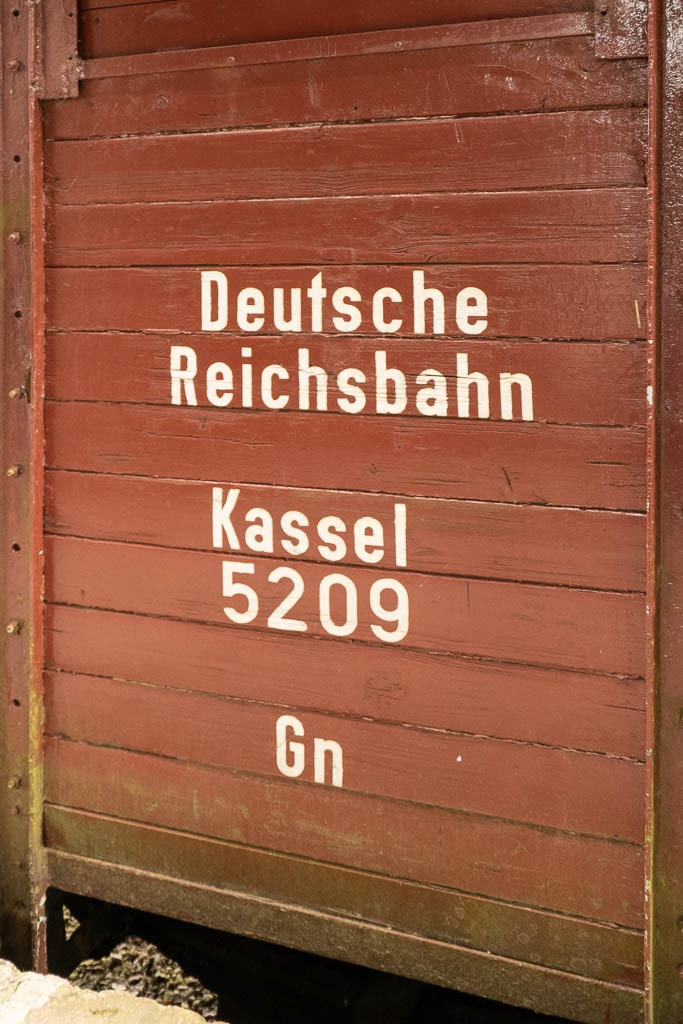 Deutsche
Reichsbahn
Kassel
5209
Gn